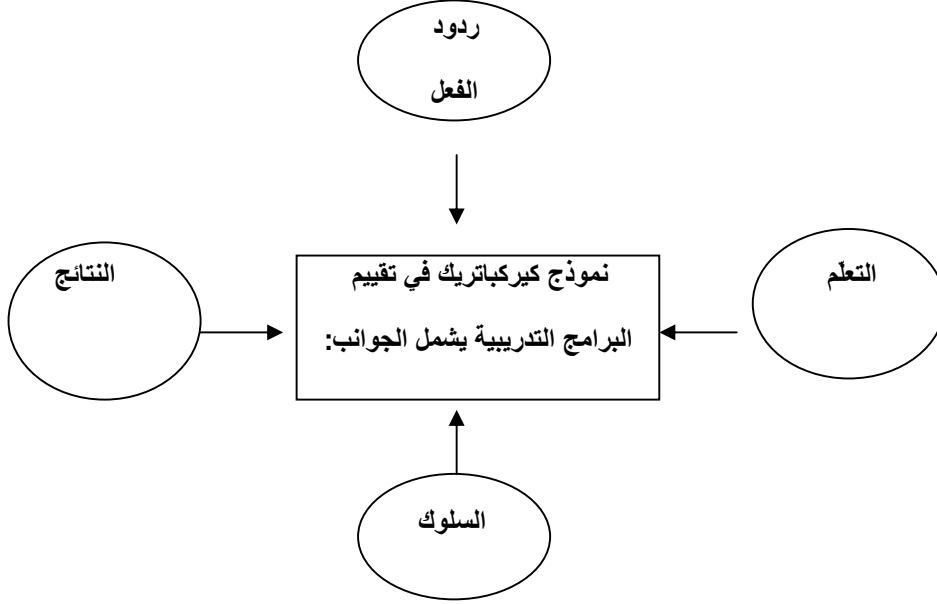 ردود
الفعل
النتائج
نموذج كيركباتريك في تقييم
البرامج التدريبية يشمل الجوانب:
التعلّم
السلوك